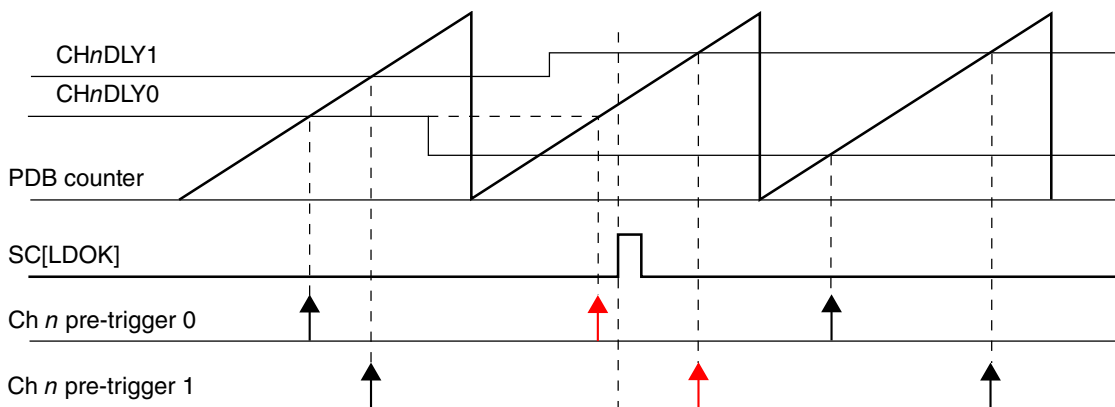 CHnDLY1
CHnDLY0
PDB counter
SC[LDOK]
Ch n pre-trigger 0
Ch n pre-trigger 1